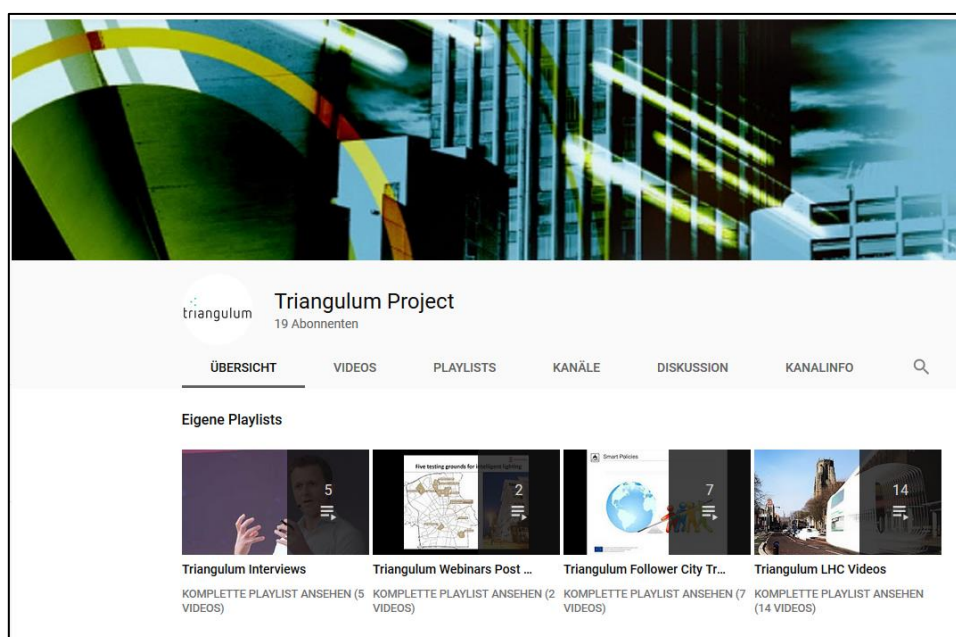 triangulum
Triangulum Project
19 Abonnenten
ÜBERSICHT VIDEOS PLAYLISTS KANÄLE DISKUSSION KANALINFO
Eigene Playlists
5
Five testing grounds for intelligent lighting
2
Smart Policies
7
14
Triangulum Interviews
KOMPLETTE PLAYLIST ANSEHEN (5
VIDEOS)
Triangulum Webinars Post ...
KOMPLETTE PLAYLIST ANSEHEN (2
VIDEOS)
Triangulum Follower City Tr...
KOMPLETTE PLAYLIST ANSEHEN (7
VIDEOS)
Triangulum LHC Videos
KOMPLETTE PLAYLIST ANSEHEN
(14 VIDEOS)